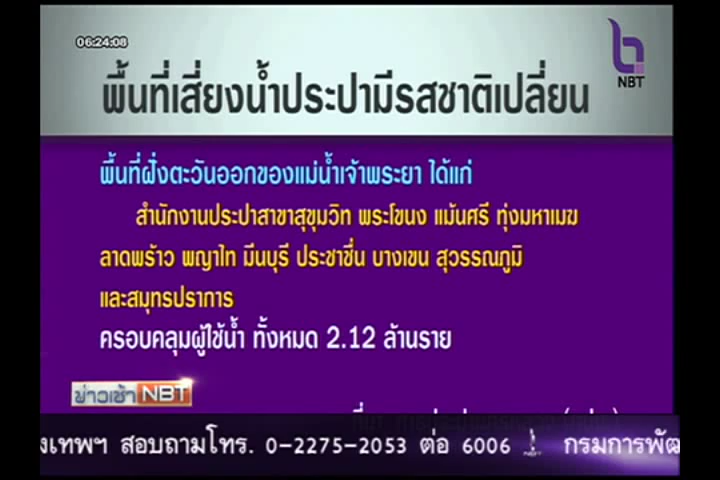 06:24:08
NBT
พื้นที่เสี่ยงน้ำประปามีรสชาติเปลี่ยน
พื้นที่ฝั่งตะวันออกของแม่น้ำเจ้าพระยา ได้แก่
สำนักงานประปาสาขาสุขุมวิท พระโขนง แม้นศรี ทุ่งมหาเมฆ
ลาดพร้าว พญาไท มีนบุรี ประชาชื่น บางเขน สุวรรณภูมิ
และสมุทรปราการ
ครอบคลุมผู้ใช้น้ำ ทั้งหมด 2.12 ล้านราย
ข่าวเช้า NBT
งเทพฯ สอบถามโทร. 0-2275-2053 ต่อ 6006 NBT กรมการพัฒ